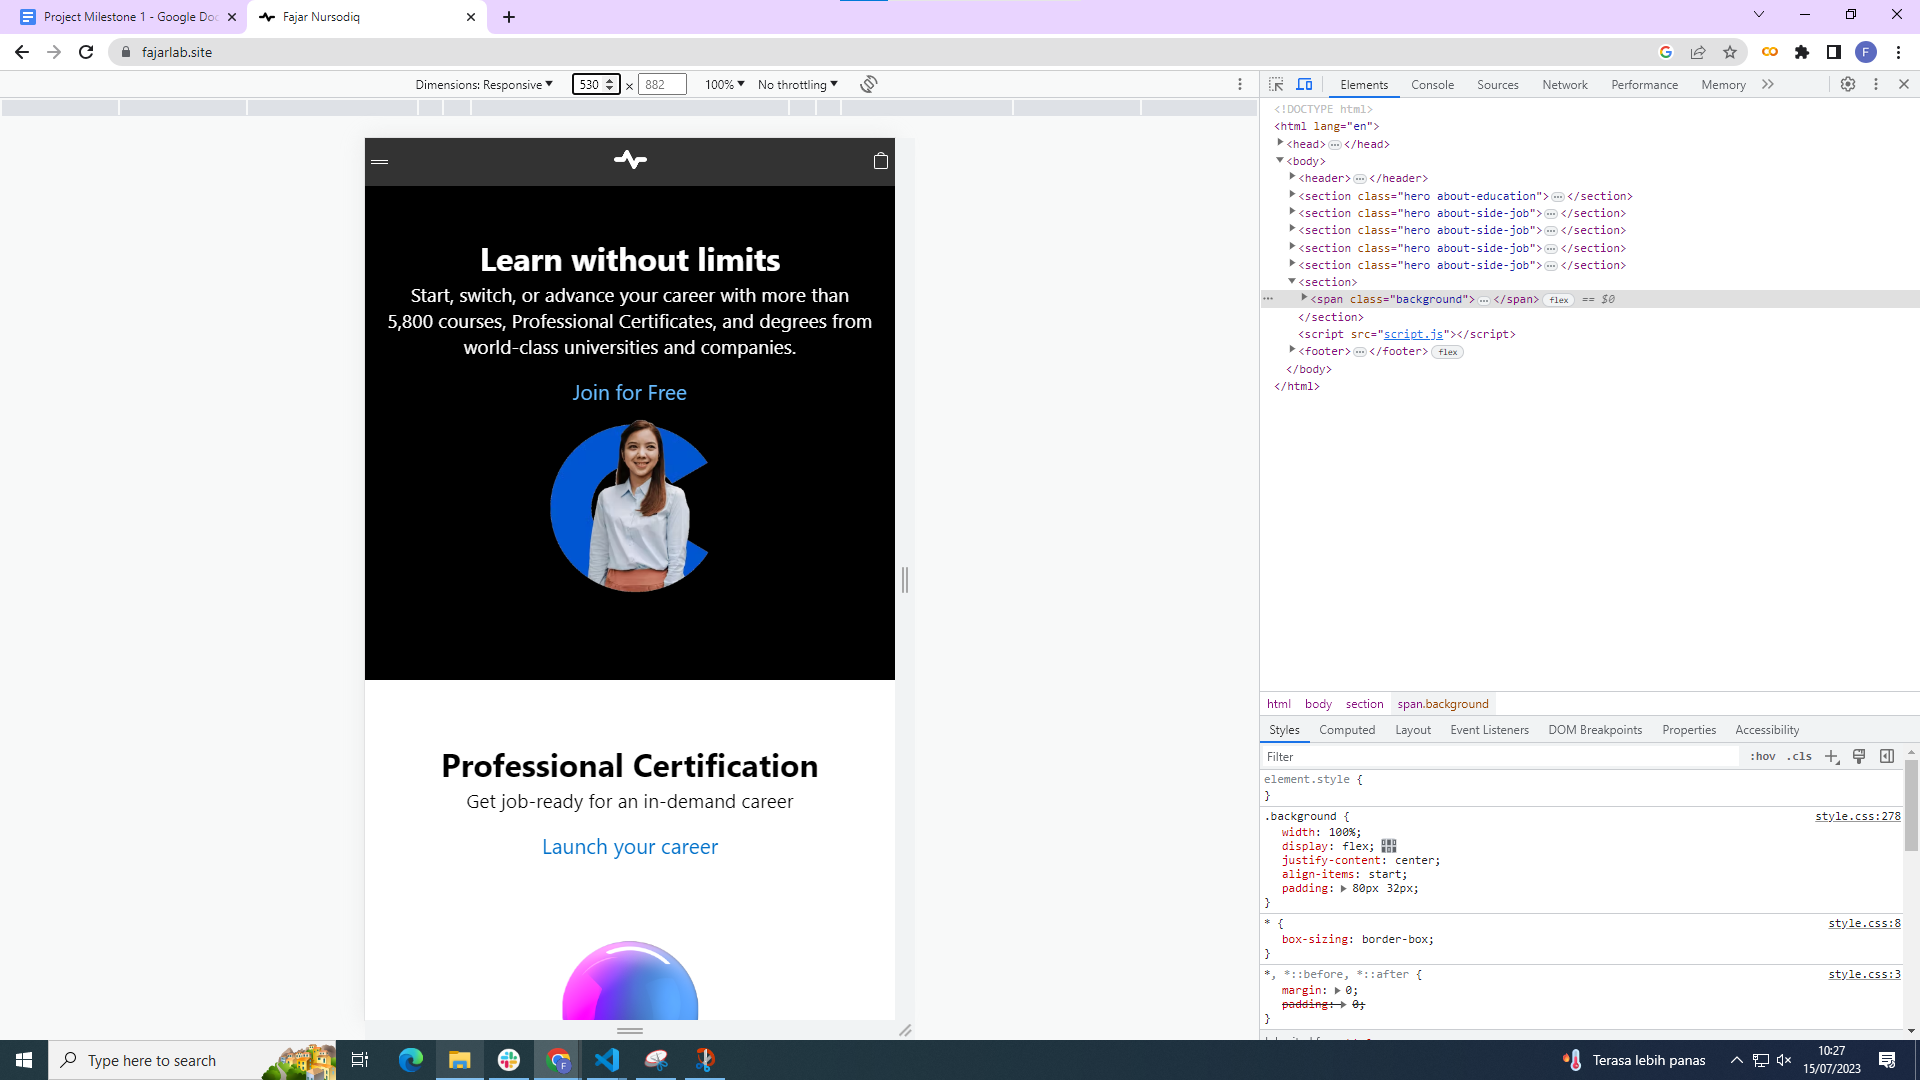 Project Milestone 1 - Google Doc
Fajar Nursodiq
fajarlab.site
F
Dimensions: Responsive 530 × 882 100% No throttling
Elements Console Sources Network Performance Memory
<!DOCTYPE html>
<html lang="en">
<head>…</head>
<body>
<header>…</header>
<section class="hero about-education">…</section>
<section class="hero about-side-job">…</section>
<section class="hero about-side-job">…</section>
<section class="hero about-side-job">…</section>
<section class="hero about-side-job">…</section>
<section>
<span class="background">…</span> flex == $0
</section>
<script src="script.js"></script>
<footer>…</footer> flex
</body>
</html>
Learn without limits
Start, switch, or advance your career with more than
5,800 courses, Professional Certificates, and degrees from
world-class universities and companies.
Join for Free
Professional Certification
Get job-ready for an in-demand career
Launch your career
html body section span.background
Styles Computed Layout Event Listeners DOM Breakpoints Properties Accessibility
Filter :hov .cls
element.style {
}
.background { style.css:278
width: 100%;
display: flex;
justify-content: center;
align-items: start;
padding: 80px 32px;
}
* { style.css:8
box-sizing: border-box;
}
*, *::before, *::after { style.css:3
margin: 0;
padding: 0;
}
Type here to search
Terasa lebih panas
10:27
15/07/2023